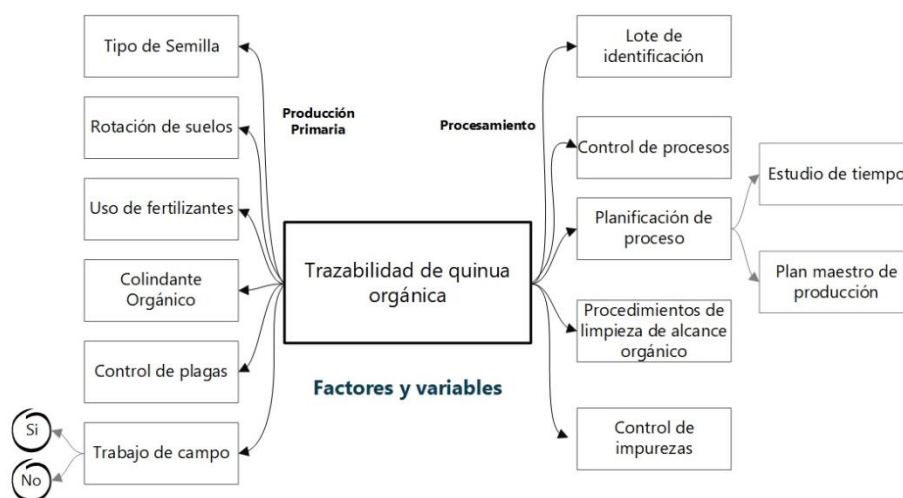 Tipo de Semilla
Rotación de suelos
Uso de fertilizantes
Colindante
Orgánico
Control de plagas
Trabajo de campo
Si
No
Producción
Primaria
Trazabilidad de quinua
orgánica
Factores y variables
Procesamiento
Lote de
identificación
Control de procesos
Planificación de
proceso
Procedimientos de
limpieza de alcance
orgánico
Control de
impurezas
Estudio de tiempo
Plan maestro de
producción